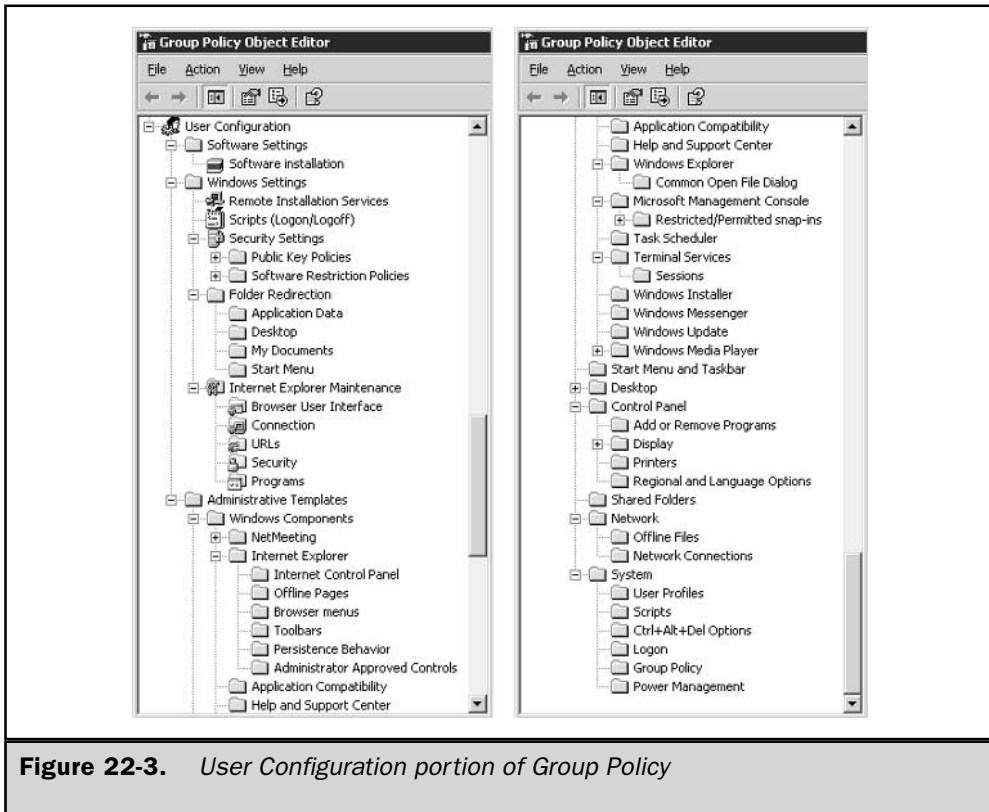 Group Policy Object Editor
File Action View Help
User Configuration
Software Settings
Software installation
Windows Settings
Remote Installation Services
Scripts (Logon/Logoff)
Security Settings
Public Key Policies
Software Restriction Policies
Folder Redirection
Application Data
Desktop
My Documents
Start Menu
Internet Explorer Maintenance
Browser User Interface
Connection
URLs
Security
Programs
Administrative Templates
Windows Components
NetMeeting
Internet Explorer
Internet Control Panel
Offline Pages
Browser menus
Toolbars
Persistence Behavior
Administrator Approved Controls
Application Compatibility
Help and Support Center
Group Policy Object Editor
File Action View Help
Application Compatibility
Help and Support Center
Windows Explorer
Common Open File Dialog
Microsoft Management Console
Restricted/Permitted snap-ins
Task Scheduler
Terminal Services
Sessions
Windows Installer
Windows Messenger
Windows Update
Windows Media Player
Start Menu and Taskbar
Desktop
Control Panel
Add or Remove Programs
Display
Printers
Regional and Language Options
Shared Folders
Network
Offline Files
Network Connections
System
User Profiles
Scripts
Ctrl+Alt+Del Options
Logon
Group Policy
Power Management
Figure 22-3. User Configuration portion of Group Policy